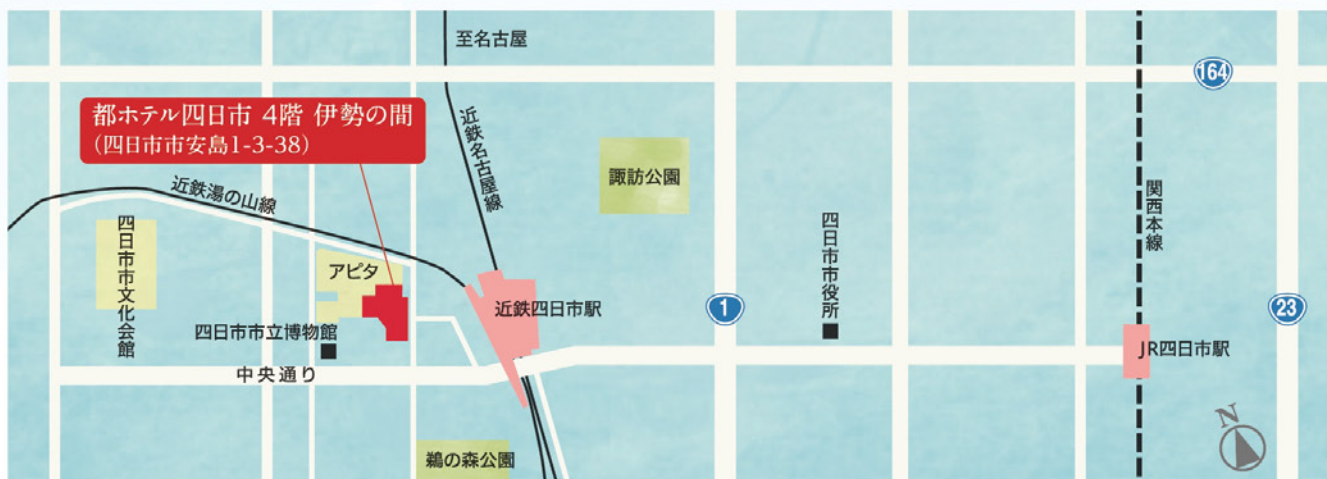 至名古屋
164
都ホテル四日市 4階 伊勢の間
(四日市市安島1-3-38)
近鉄名古屋線
諏訪公園
近鉄湯の山線
関西本線
四日市市文化会館
四日市市役所
アピタ
近鉄四日市駅
1
23
四日市市立博物館
JR四日市駅
中央通り
N
鵜の森公園